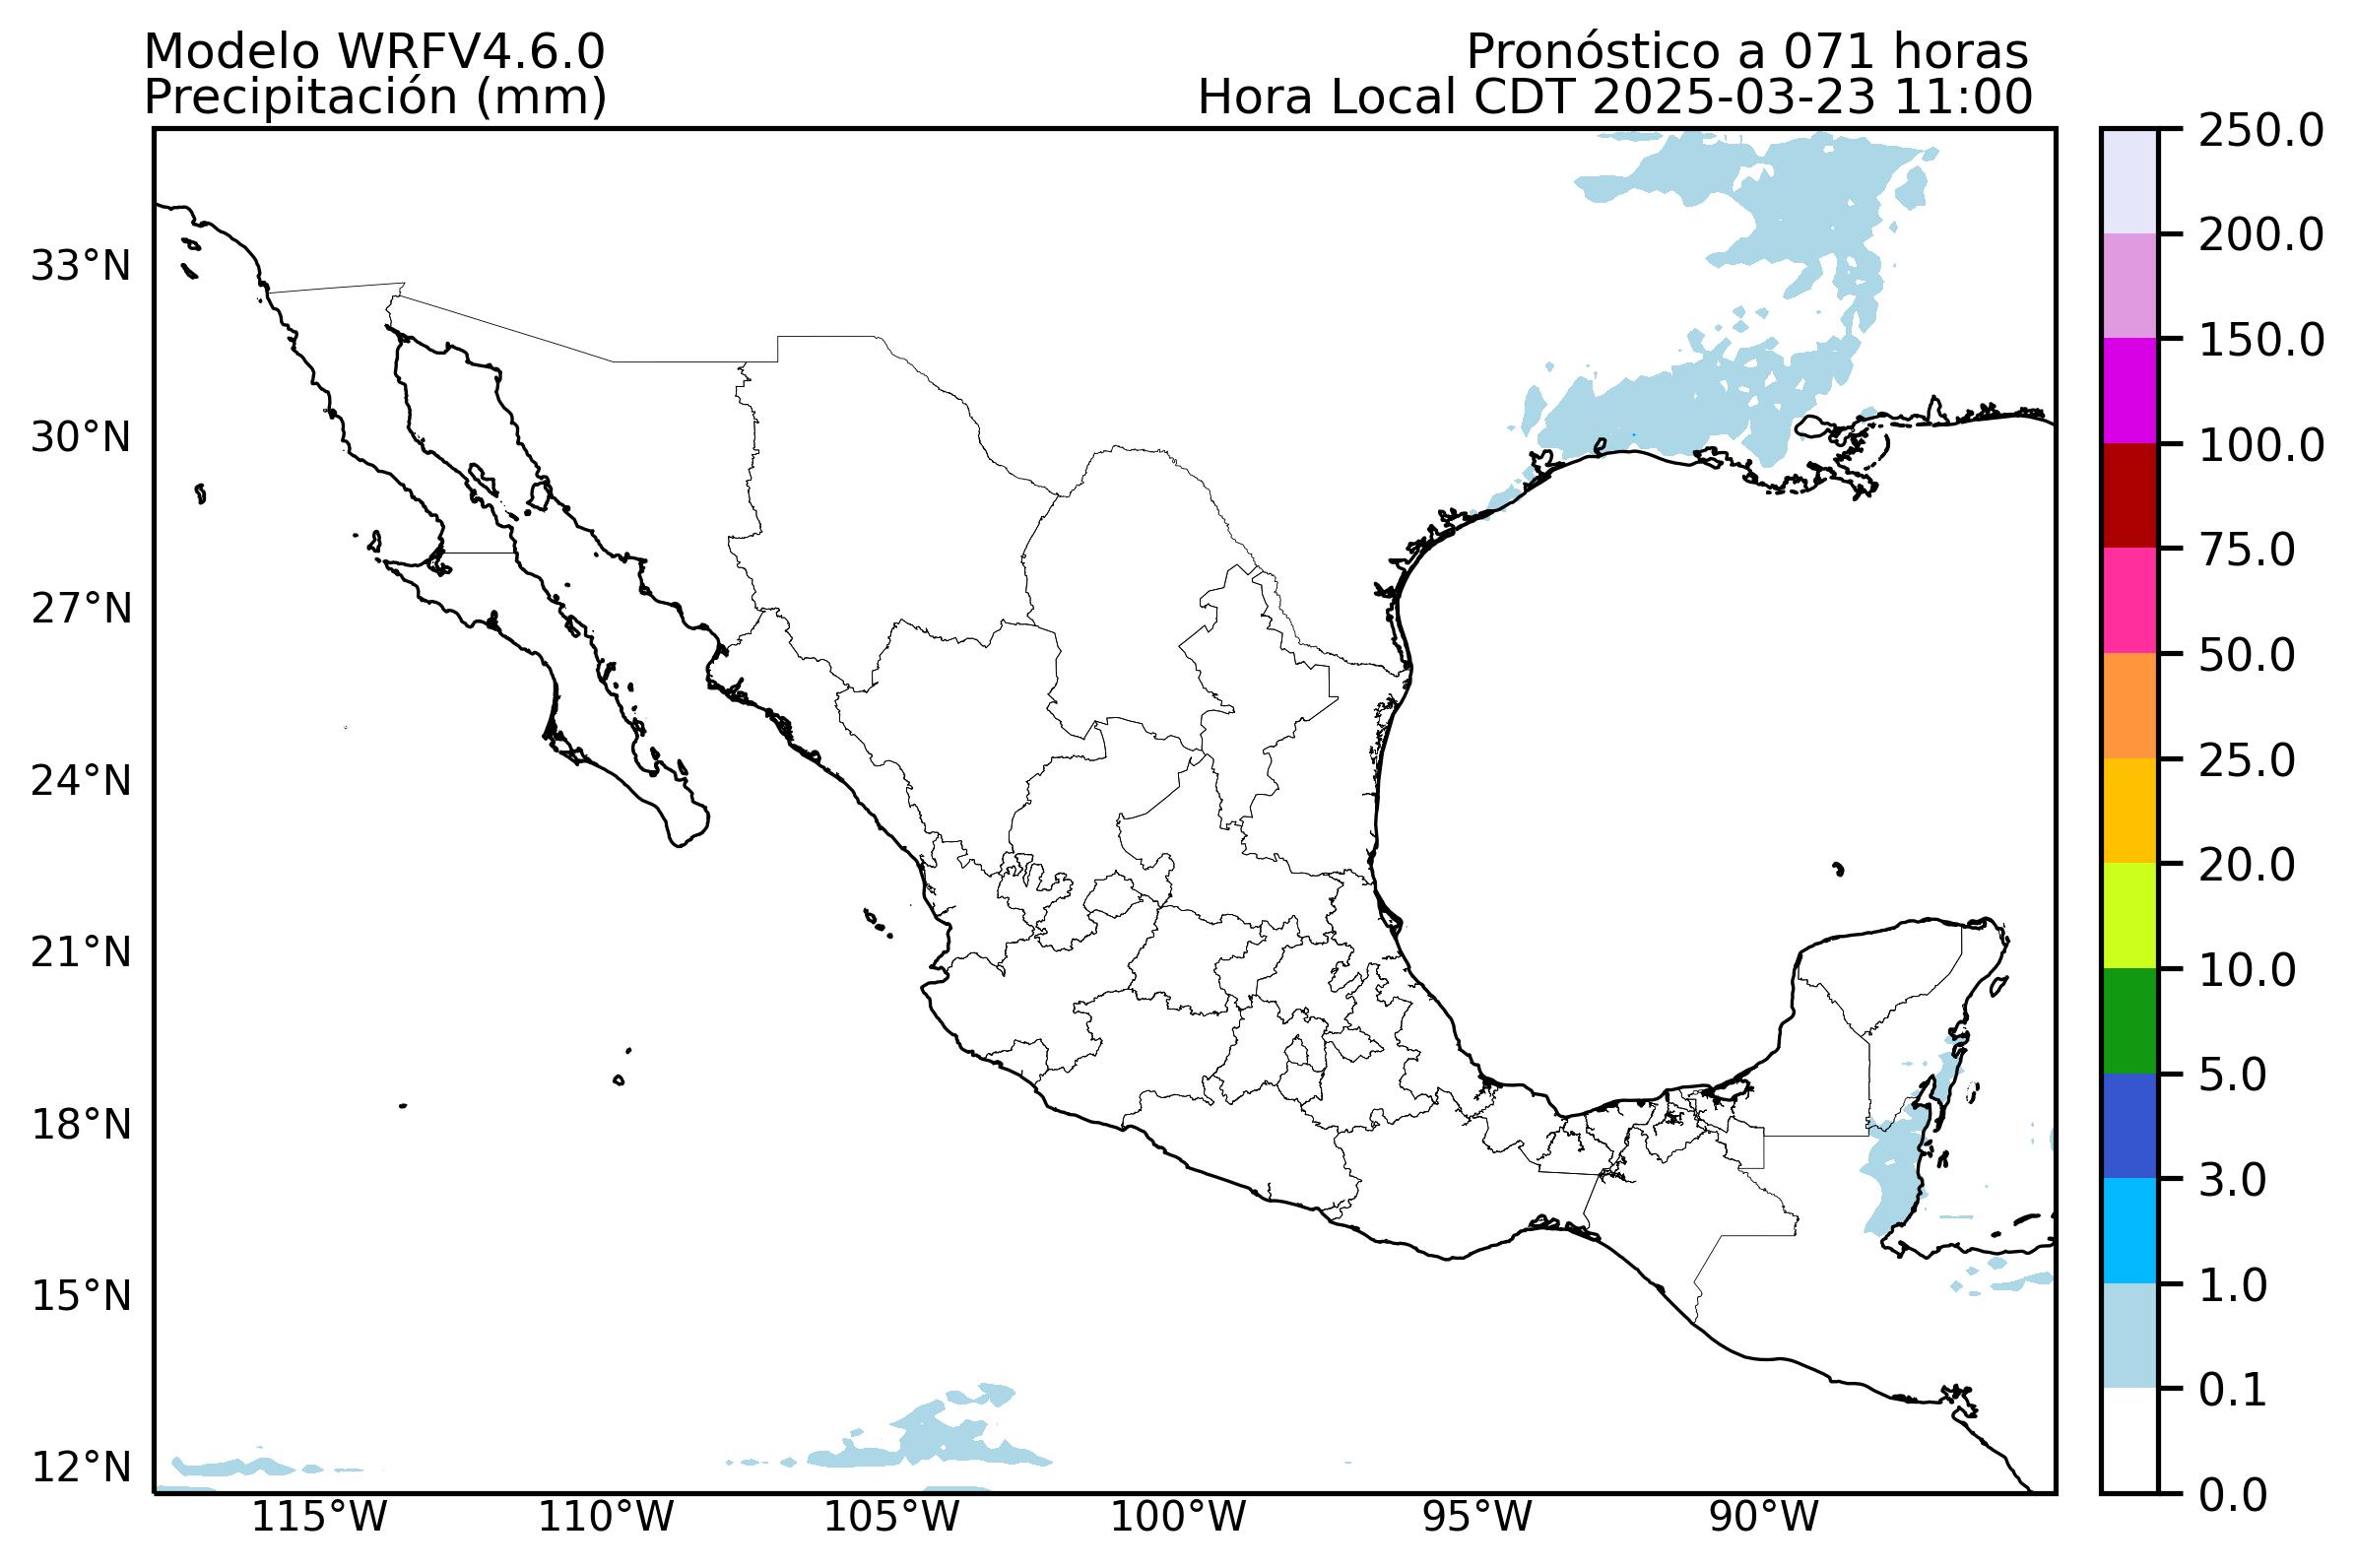 Modelo WRFV4.6.0
Precipitación (mm)
Pronóstico a 071 horas
Hora Local CDT 2025-03-23 11:00
33°N
30°N
27°N
24°N
21°N
18°N
15°N
12°N
115°W
110°W
105°W
100°W
95°W
90°W
250.0
200.0
150.0
100.0
75.0
50.0
25.0
20.0
10.0
5.0
3.0
1.0
0.1
0.0